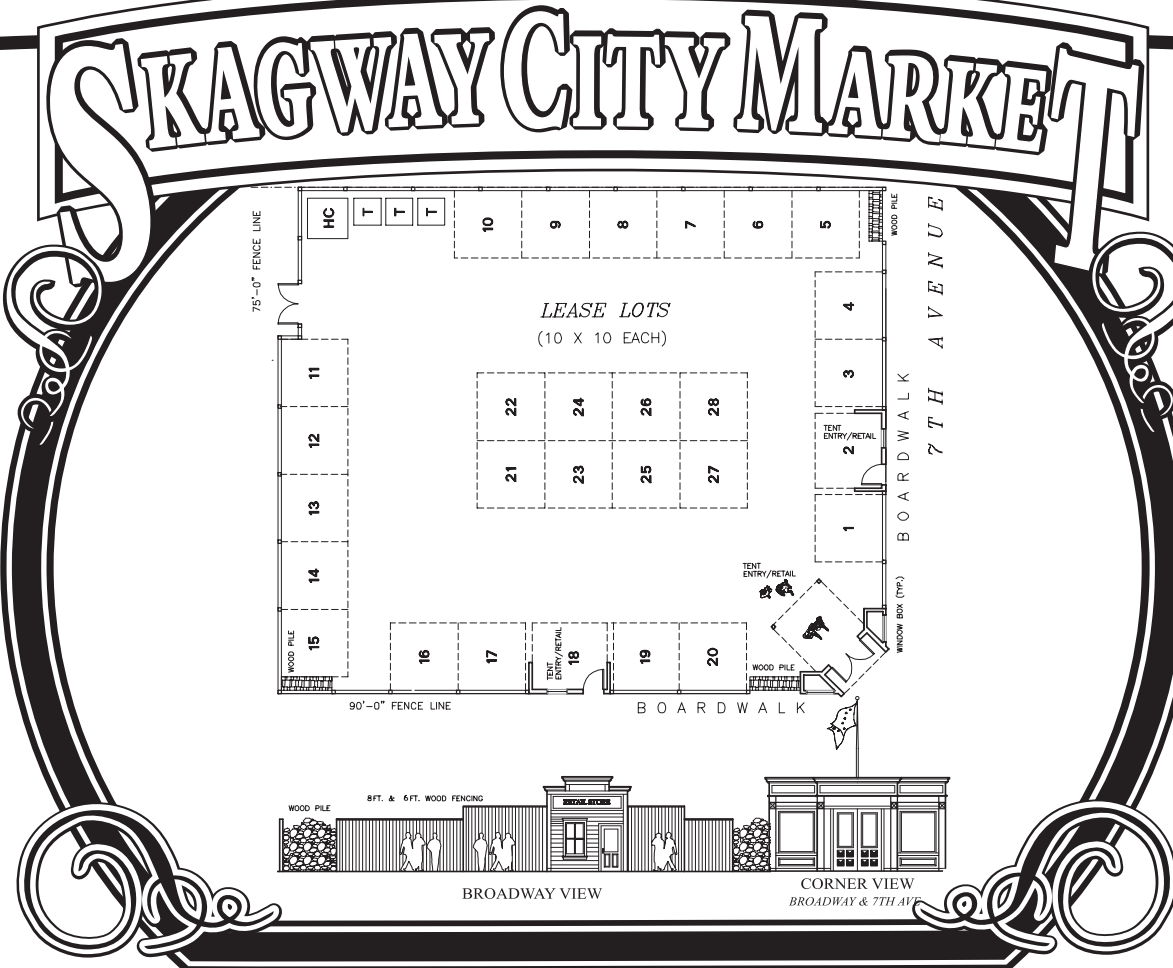 SKAGWAY CITY MARKET
75'-0" FENCE LINE
HC
T
T
T
10
9
8
7
6
5
WOOD PILE
7TH AVENUE
BOARDWALK
LEASE LOTS
(10 X 10 EACH)
4
3
TENT
ENTRY/RETAIL
2
1
11
12
13
14
15
WOOD PILE
22
24
26
28
21
23
25
27
TENT
ENTRY/RETAIL
WINDOW BOX (TYP.)
16
17
TENT
ENTRY/RETAIL
18
19
20
WOOD PILE
90'-0" FENCE LINE
BOARDWALK
WOOD PILE
8FT. & 6FT. WOOD FENCING
RETAIL STORE
BROADWAY VIEW
CORNER VIEW
BROADWAY & 7TH AVE